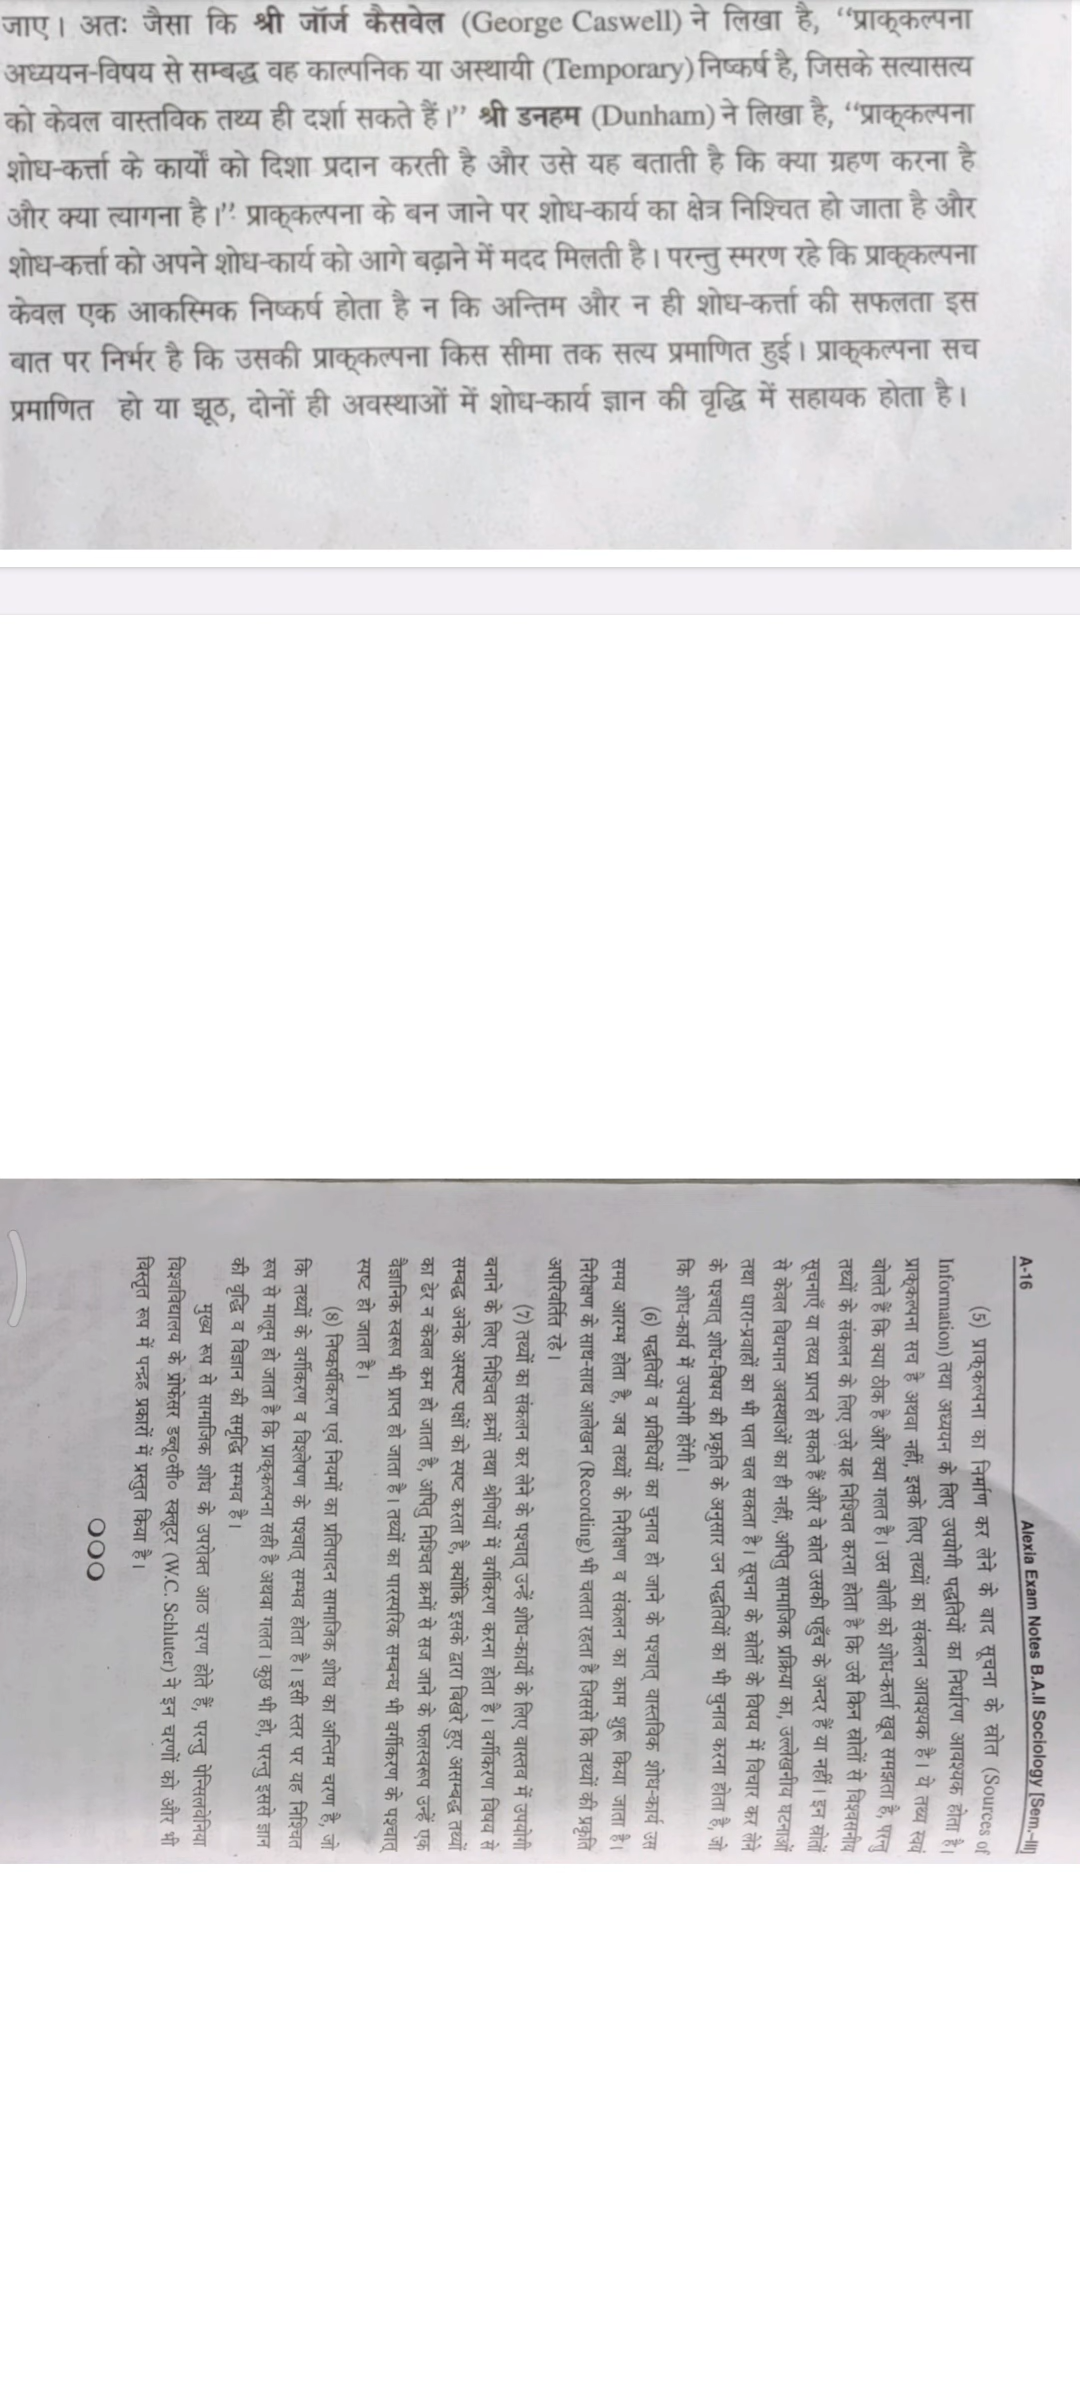 जाए। अतः जैसा कि श्री जॉर्ज कैसवेल (George Caswell) ने लिखा है, “प्राक्कल्पना
अध्ययन-विषय से सम्बद्ध वह काल्पनिक या अस्थायी (Temporary) निष्कर्ष है, जिसके सत्यासत्य
को केवल वास्तविक तथ्य ही दर्शा सकते हैं।” श्री डनहम (Dunham) ने लिखा है, “प्राक्कल्पना
शोध-कर्त्ता के कार्यों को दिशा प्रदान करती है और उसे यह बताती है कि क्या ग्रहण करना है
और क्या त्यागना है।” प्राक्कल्पना के बन जाने पर शोध-कार्य का क्षेत्र निश्चित हो जाता है और
शोध-कर्त्ता को अपने शोध-कार्य को आगे बढ़ाने में मदद मिलती है। परन्तु स्मरण रहे कि प्राक्कल्पना
केवल एक आकस्मिक निष्कर्ष होता है न कि अन्तिम और न ही शोध-कर्त्ता की सफलता इस
बात पर निर्भर है कि उसकी प्राक्कल्पना किस सीमा तक सत्य प्रमाणित हुई। प्राक्कल्पना सच
प्रमाणित हो या झूठ, दोनों ही अवस्थाओं में शोध-कार्य ज्ञान की वृद्धि में सहायक होता है।
A-16 Alexia Exam Notes B.A.II Sociology [Sem.-III]
(5) प्राक्कल्पना का निर्माण कर लेने के बाद सूचना के स्रोत (Sources of
Information) तथा अध्ययन के लिए उपयोगी पद्धतियों का निर्धारण आवश्यक होता है।
प्राक्कल्पना सच है अथवा नहीं, इसके लिए तथ्यों का संकलन आवश्यक है। ये तथ्य स्वयं
बोलते हैं कि क्या ठीक है और क्या गलत है। उस बोली को शोध-कर्त्ता खूब समझता है, परन्तु
तथ्यों के संकलन के लिए उसे यह निश्चित करना होता है कि उसे किन स्रोतों से विश्वसनीय
सूचनाएँ या तथ्य प्राप्त हो सकते हैं और वे स्रोत उसकी पहुँच के अन्दर हैं या नहीं। इन स्रोतों
से केवल विद्यमान अवस्थाओं का ही नहीं, अपितु सामाजिक प्रक्रिया का, उल्लेखनीय घटनाओं
तथा धारा-प्रवाहों का भी पता चल सकता है। सूचना के स्रोतों के विषय में विचार कर लेने
के पश्चात् शोध-विषय की प्रकृति के अनुसार उन पद्धतियों का भी चुनाव करना होता है, जो
कि शोध-कार्य में उपयोगी होंगी।
(6) पद्धतियों व प्रविधियों का चुनाव हो जाने के पश्चात् वास्तविक शोध-कार्य उस
समय आरम्भ होता है, जब तथ्यों के निरीक्षण व संकलन का काम शुरू किया जाता है।
निरीक्षण के साथ-साथ आलेखन (Recording) भी चलता रहता है जिससे कि तथ्यों की प्रकृति
अपरिवर्तित रहे।
(7) तथ्यों का संकलन कर लेने के पश्चात् उन्हें शोध-कार्यों के लिए वास्तव में उपयोगी
बनाने के लिए निश्चित क्रमों तथा श्रेणियों में वर्गीकरण करना होता है। वर्गीकरण विषय से
सम्बद्ध अनेक अस्पष्ट पक्षों को स्पष्ट करता है, क्योंकि इसके द्वारा बिखरे हुए असम्बद्ध तथ्यों
का ढेर न केवल कम हो जाता है, अपितु निश्चित क्रमों से सज जाने के फलस्वरूप उन्हें एक
वैज्ञानिक स्वरूप भी प्राप्त हो जाता है। तथ्यों का पारस्परिक सम्बन्ध भी वर्गीकरण के पश्चात्
स्पष्ट हो जाता है।
(8) निष्कर्षीकरण एवं नियमों का प्रतिपादन सामाजिक शोध का अन्तिम चरण है, जो
कि तथ्यों के वर्गीकरण व विश्लेषण के पश्चात् सम्भव होता है। इसी स्तर पर यह निश्चित
रूप से मालूम हो जाता है कि प्राक्कल्पना सही है अथवा गलत। कुछ भी हो, परन्तु इससे ज्ञान
की वृद्धि व विज्ञान की समृद्धि सम्भव है।
मुख्य रूप से सामाजिक शोध के उपरोक्त आठ चरण होते हैं, परन्तु पेन्सिलवेनिया
विश्वविद्यालय के प्रोफेसर डब्लू०सी० स्क्लूटर (W.C. Schluter) ने इन चरणों को और भी
विस्तृत रूप में पन्द्रह प्रकारों में प्रस्तुत किया है।